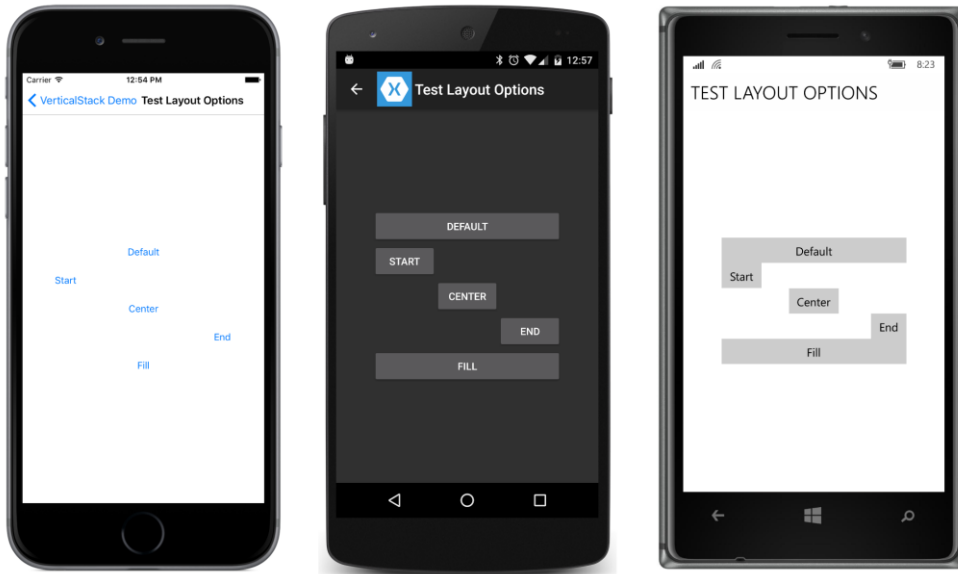 Carrier 12:54 PM
VerticalStack Demo Test Layout Options
Default
Start
Center
End
Fill
12:57
Test Layout Options
DEFAULT
START
CENTER
END
FILL
8:23
TEST LAYOUT OPTIONS
Default
Start
Center
End
Fill